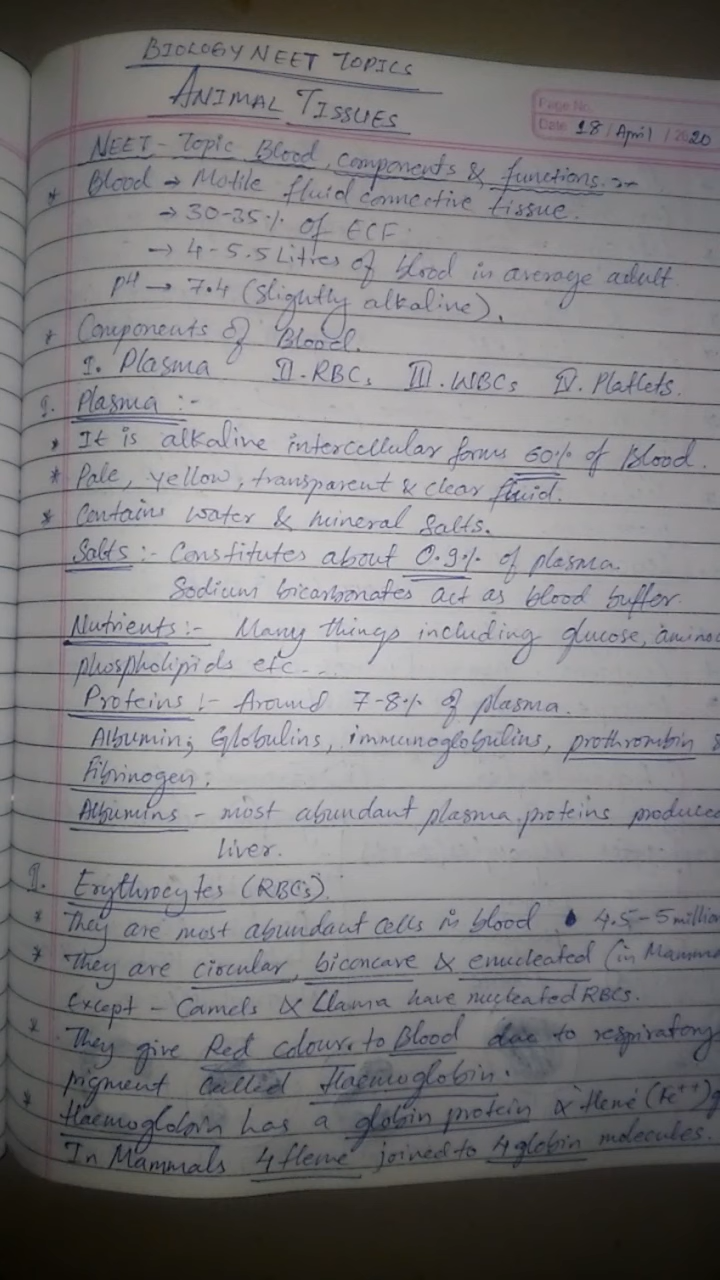 BIOLOGY NEET TOPICS
ANIMAL TISSUES
Page No.
Date 18 / April / 2020
NEET - Topic Blood, components & functions :-
* Blood → Motile fluid connective tissue.
→ 30-35% of ECF.
→ 4-5.5 Litres of blood in average adult
pH → 7.4 (slightly alkaline).
* Components of Blood.
I. Plasma II. RBCs III. WBCs IV. Platlets.
I. Plasma :-
* It is alkaline intercellular forms 60% of Blood.
* Pale, yellow, transparent & clear fluid.
* Contains water & mineral salts.
Salts :- Constitutes about 0.9% of plasma.
Sodium bicarbonates act as blood buffer.
Nutrients :- Many things including glucose, amino
phospholipids etc...
Proteins :- Around 7-8% of plasma.
Albumin; Globulins, immunoglobulins, prothrombin &
Fibrinogen;
Albumins - most abundant plasma proteins produced
liver.
I. Erythrocytes (RBCs)
* They are most abundant cells in blood 4.5-5 million
* They are circular, biconcave & enucleated (in Mamma
Except - Camels & Llama have nucleated RBCs.
* They give Red colour to Blood due to respiratory
pigment called Haemoglobin.
* Haemoglobin has a globin protein & Heme (Fe++) g
In Mammals 4 Heme joined to 4 globin molecules.